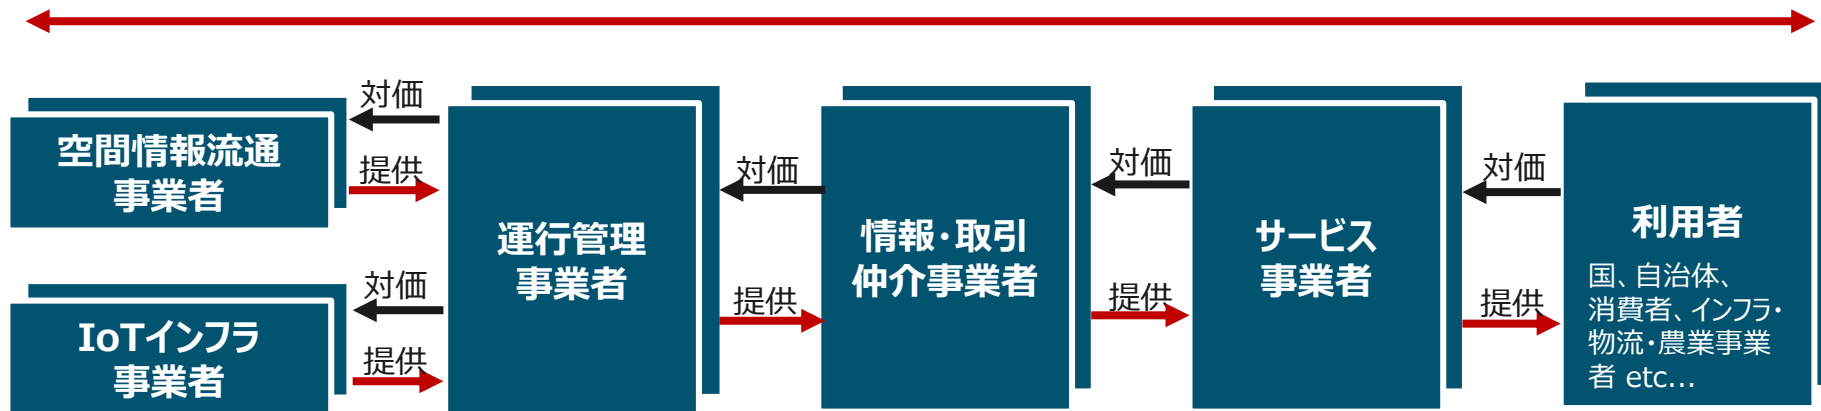 対価
空間情報流通
事業者
提供
対価
IoTインフラ
事業者
提供
運行管理
事業者
対価
提供
情報・取引
仲介事業者
対価
提供
サービス
事業者
対価
提供
利用者
国、自治体、
消費者、インフラ・
物流・農業事業
者 etc...